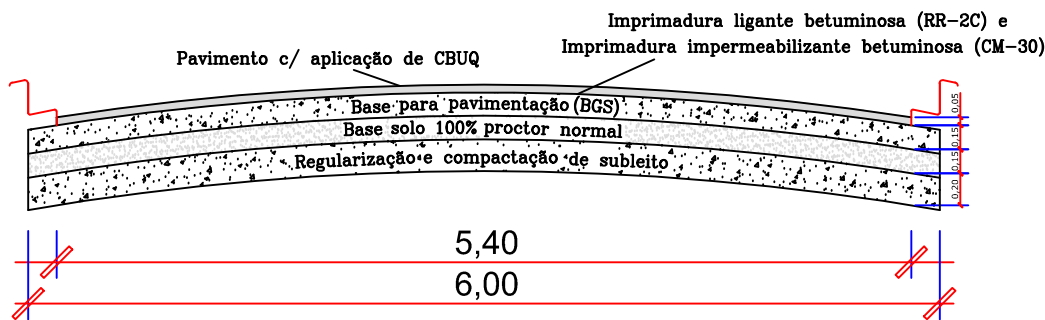 Imprimadura ligante betuminosa (RR-2C) e
Imprimadura impermeabilizante betuminosa (CM-30)
Pavimento c/ aplicação de CBUQ
Base para pavimentação (BGS)
Base solo 100% proctor normal
Regularização e compactação de subleito
0,05
0,15
0,15
0,20
5,40
6,00